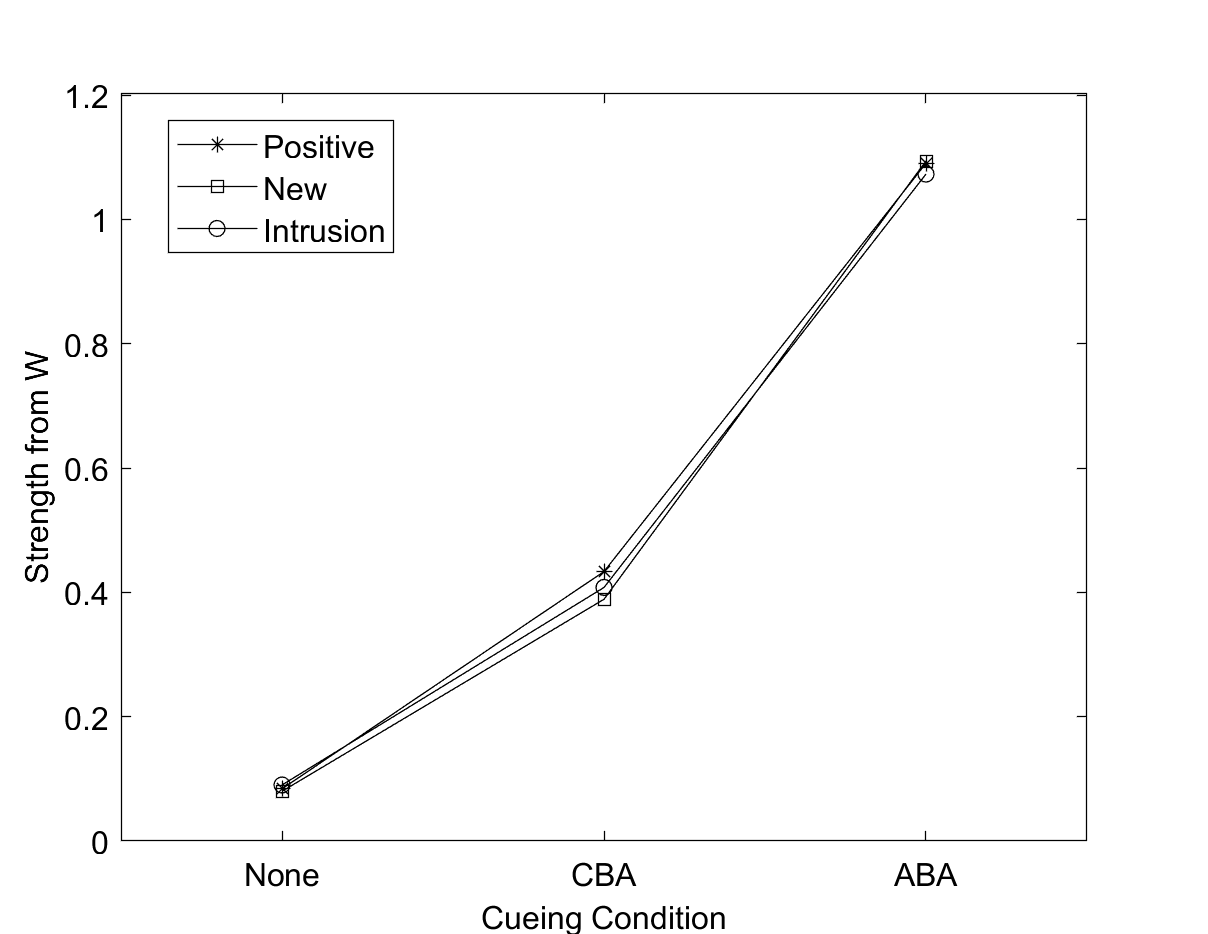 1.2
1
0.8
0.6
0.4
0.2
0
Strength from W
Positive
New
Intrusion
None CBA ABA
Cueing Condition